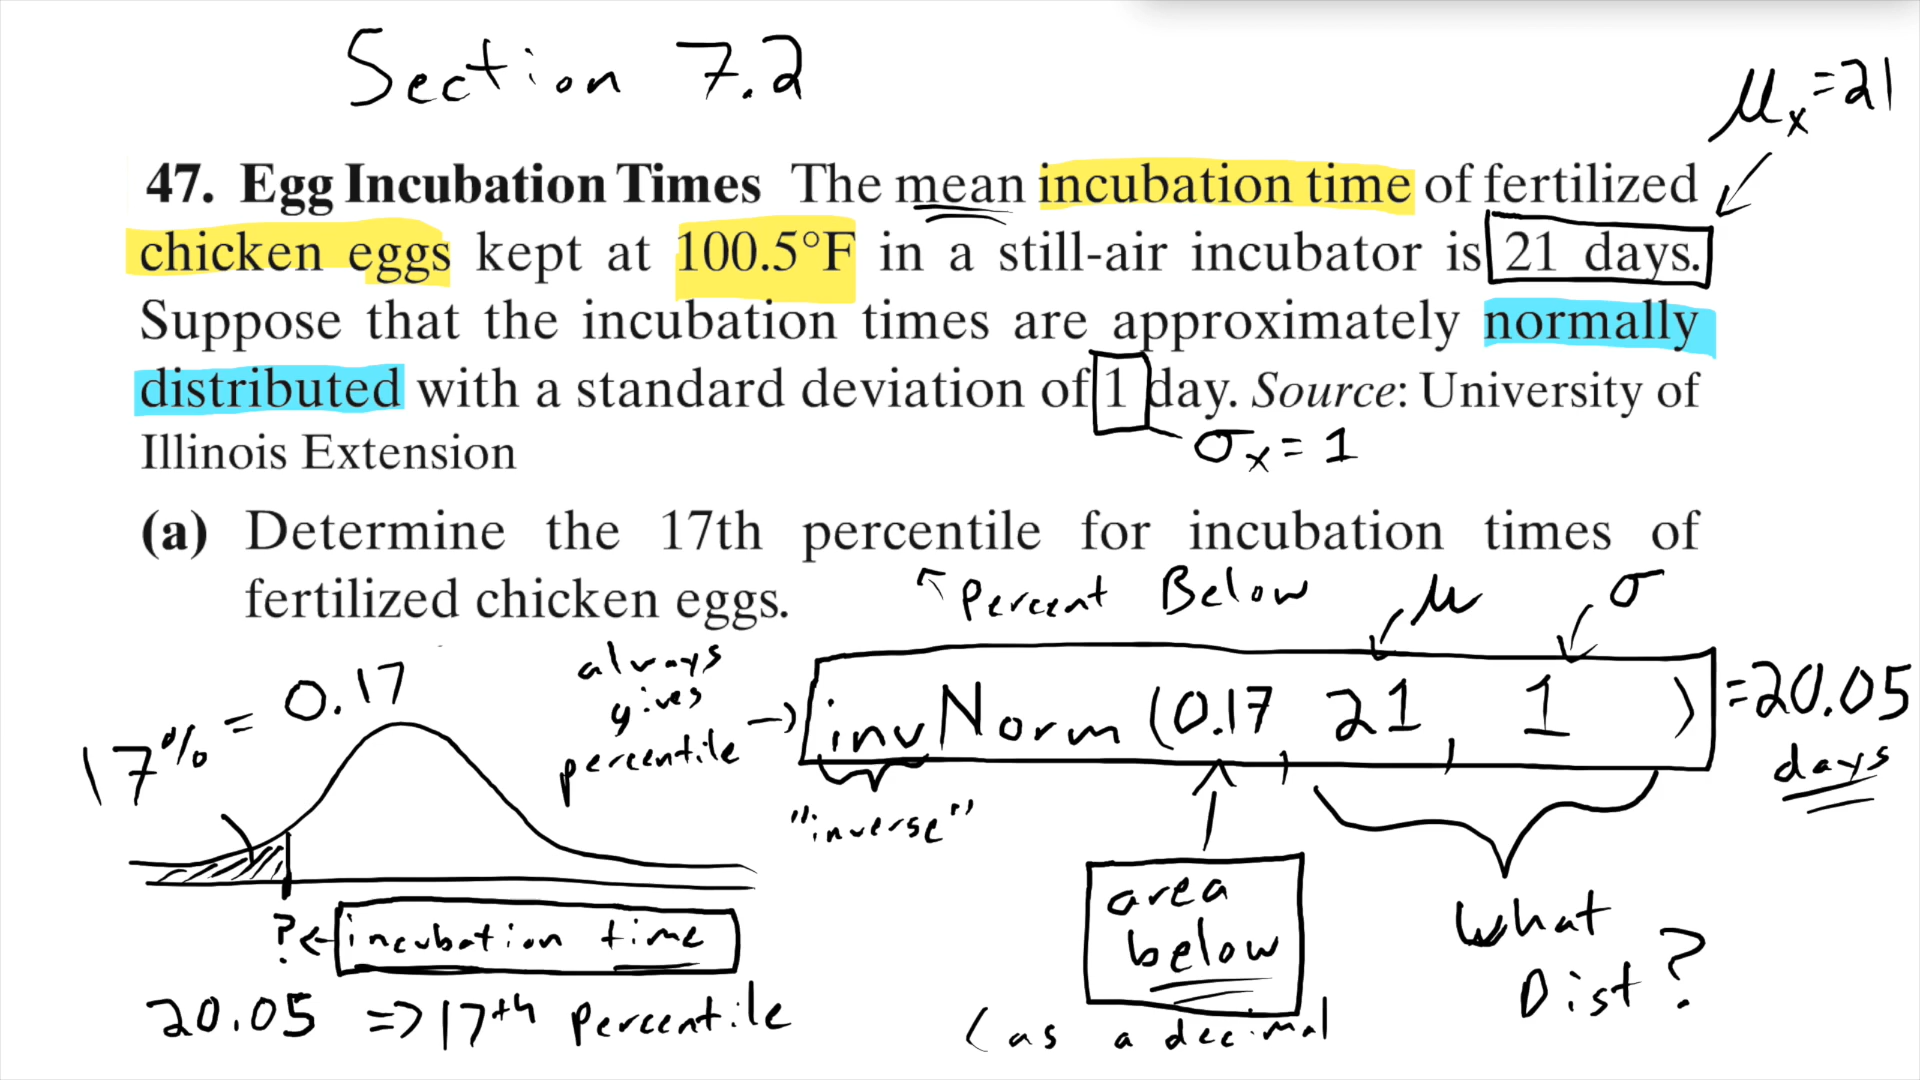 Section 7.2
μx = 21
47. Egg Incubation Times The mean incubation time of fertilized
chicken eggs kept at 100.5°F in a still-air incubator is 21 days.
Suppose that the incubation times are approximately normally
distributed with a standard deviation of 1 day. Source: University of
Illinois Extension
σx = 1
(a) Determine the 17th percentile for incubation times of
fertilized chicken eggs.
Percent Below
μ
σ
17% = 0.17
always
gives
percentile
invNorm (0.17, 21, 1) = 20.05
days
"inverse"
area
below
(as a decimal
What
Dist?
? ← incubation time
20.05 => 17th percentile